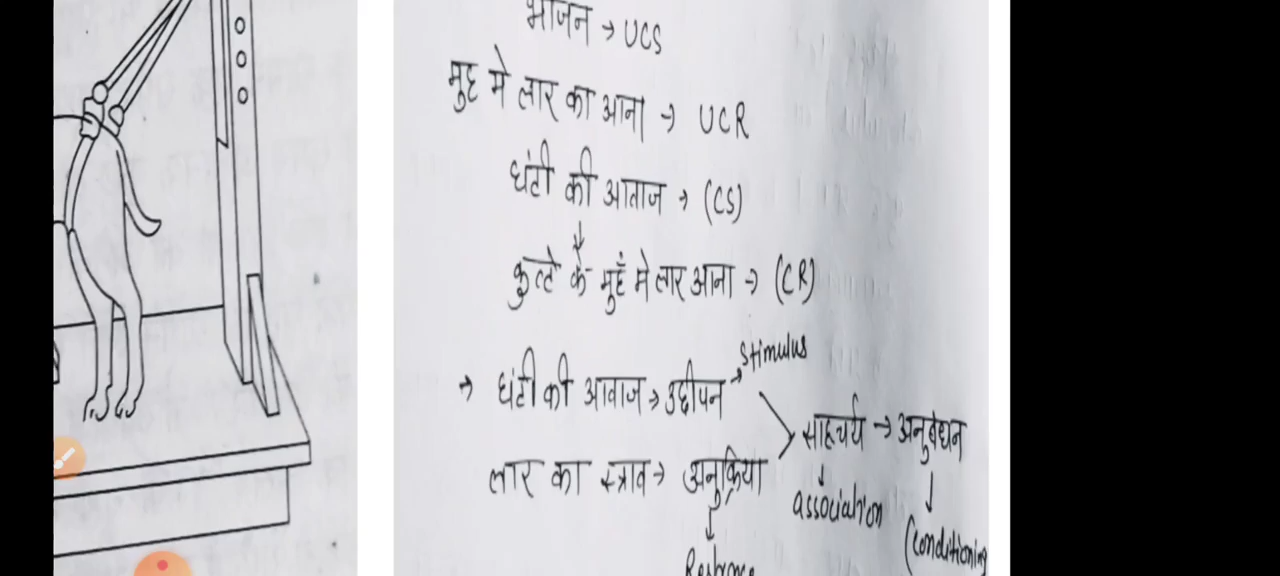 भोजन → UCS
मुह मे लार का आना → UCR
घंटी की आवाज → (CS)
↓
कुत्ते के मुहँ मे लार आना → (CR)
→ घंटी की आवाज → उद्दीपन → Stimulus
लार का स्त्राव → अनुक्रिया
साहचर्य → अनुबंधन
↓
association
↓
(Conditioning
↓